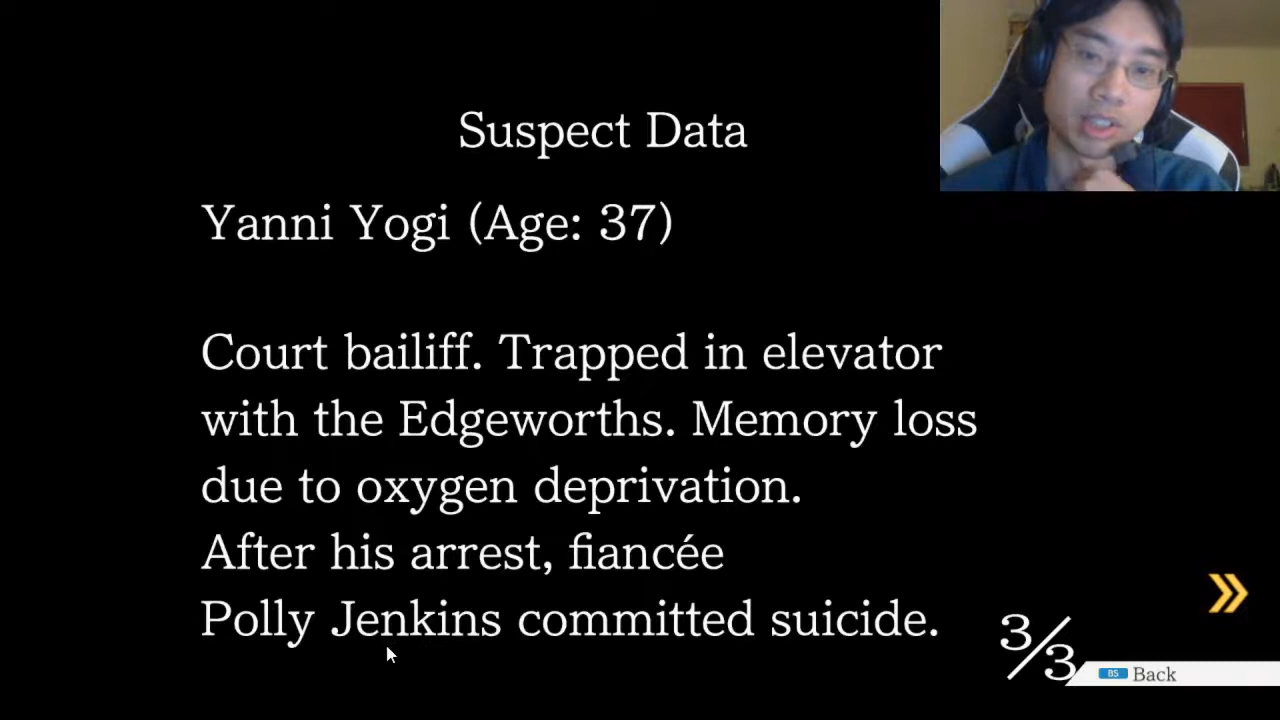 Suspect Data
Yanni Yogi (Age: 37)
Court bailiff. Trapped in elevator
with the Edgeworths. Memory loss
due to oxygen deprivation.
After his arrest, fiancée
Polly Jenkins committed suicide.
3/3
BS Back